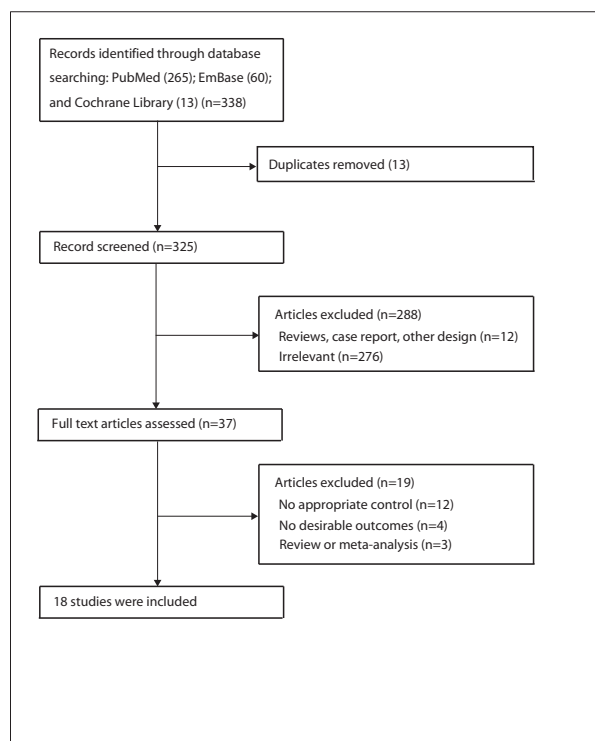 Records identified through database
searching: PubMed (265); EmBase (60);
and Cochrane Library (13) (n=338)
Duplicates removed (13)
Record screened (n=325)
Articles excluded (n=288)
Reviews, case report, other design (n=12)
Irrelevant (n=276)
Full text articles assessed (n=37)
Articles excluded (n=19)
No appropriate control (n=12)
No desirable outcomes (n=4)
Review or meta-analysis (n=3)
18 studies were included